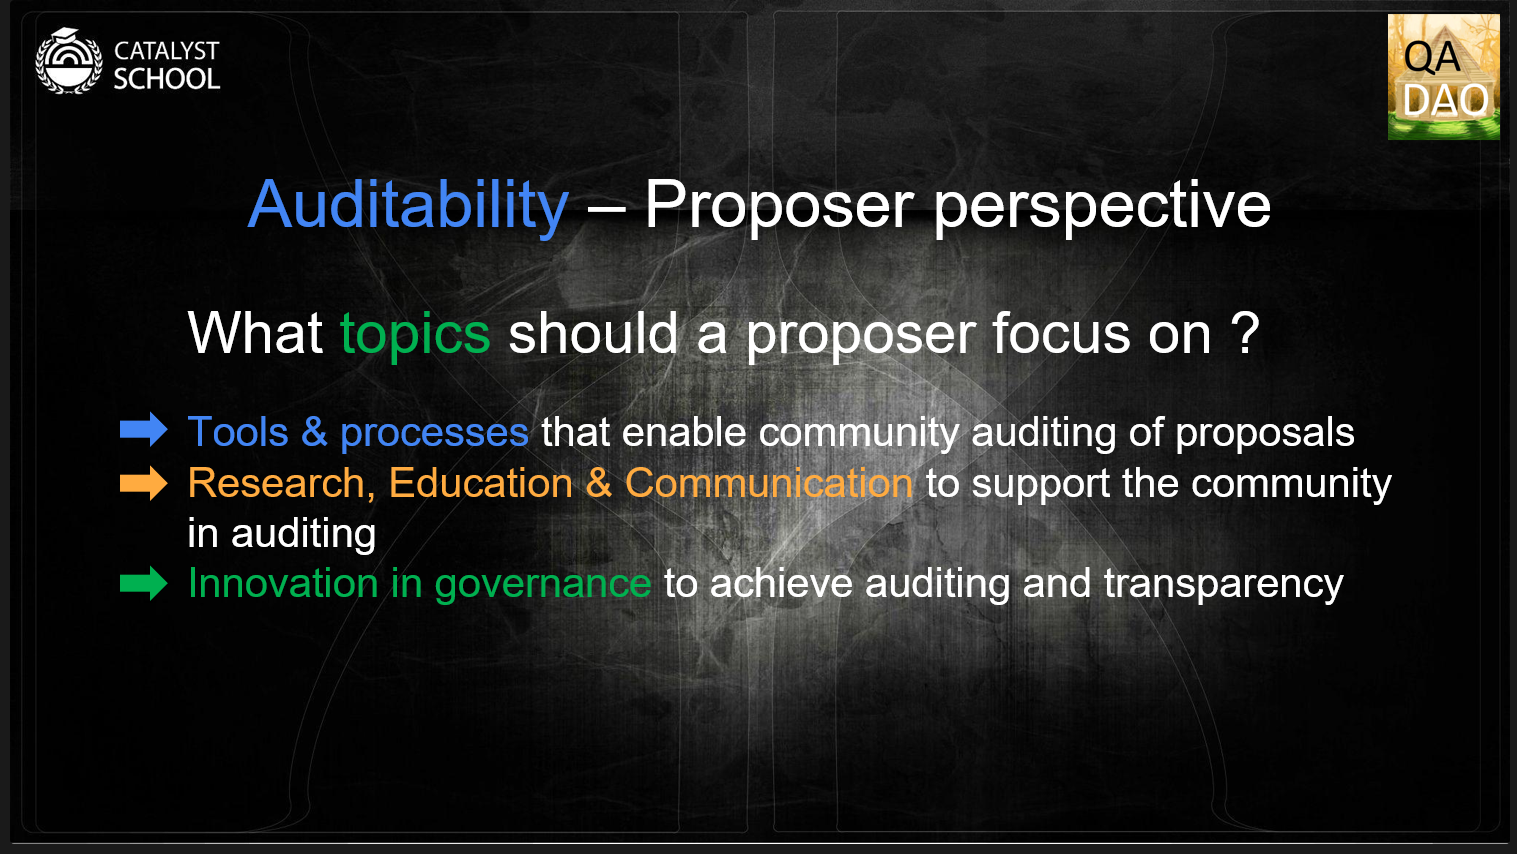 CATALYST
SCHOOL
QA
DAO
Auditability – Proposer perspective
What topics should a proposer focus on ?
Tools & processes that enable community auditing of proposals
Research, Education & Communication to support the community
in auditing
Innovation in governance to achieve auditing and transparency